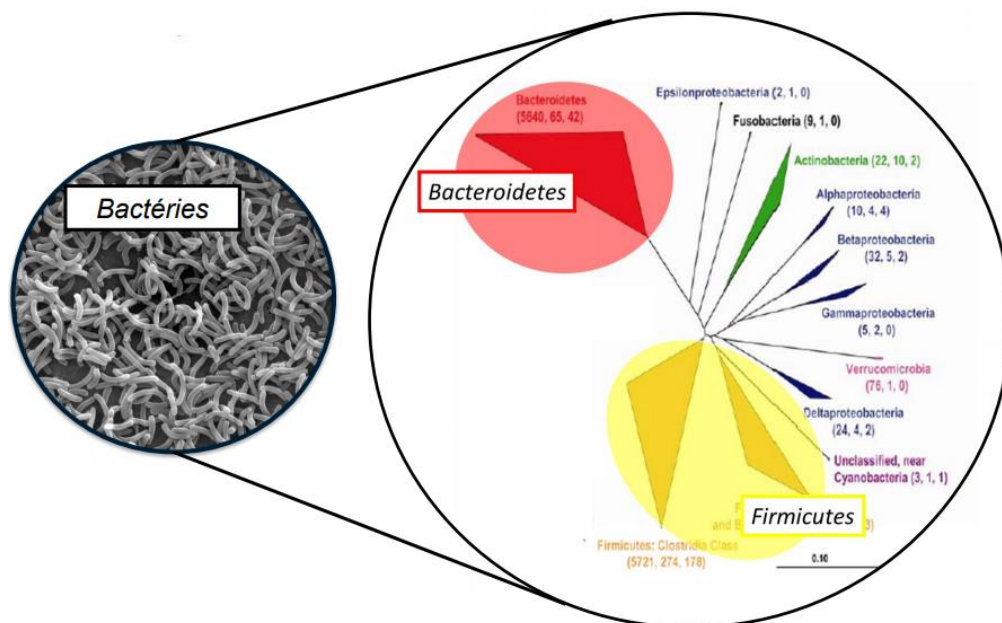 Bactéries
Bacteroidetes
(5640, 65, 42)
Bacteroidetes
Epsilonproteobacteria (2, 1, 0)
Fusobacteria (9, 1, 0)
Actinobacteria (22, 10, 2)
Alphaproteobacteria
(10, 4, 4)
Betaproteobacteria
(32, 5, 2)
Gammaproteobacteria
(5, 2, 0)
Verrucomicrobia
(76, 1, 0)
Deltaproteobacteria
(24, 4, 2)
Unclassified, near
Cyanobacteria (3, 1, 1)
Firmicutes
and
3)
Firmicutes: Clostridia Class
(5721, 274, 178)
0.10